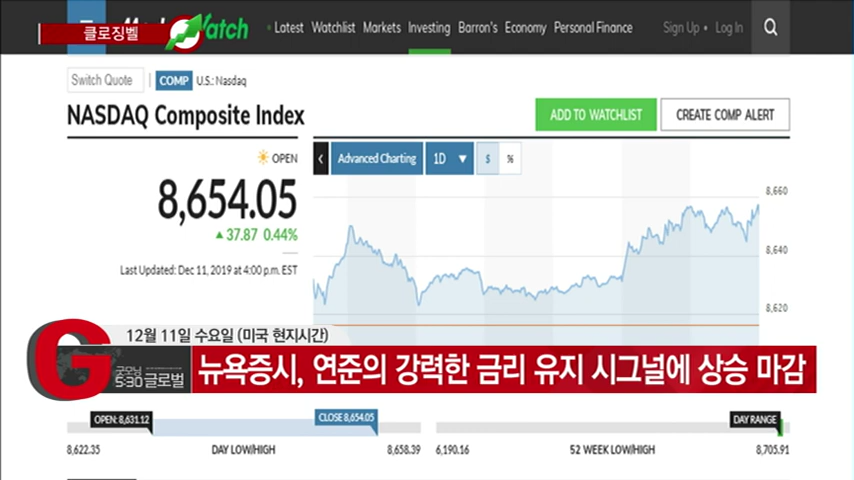 클로징벨
Watch
Latest Watchlist Markets Investing Barron's Economy Personal Finance Sign Up • Log In
Switch Quote COMP U.S.: Nasdaq
NASDAQ Composite Index
ADD TO WATCHLIST CREATE COMP ALERT
OPEN
8,654.05
▲ 37.87 0.44%
Last Updated: Dec 11, 2019 at 4:00 p.m. EST
Advanced Charting 1D ▼ $ %
8,660
8,640
8,620
12월 11일 수요일 (미국 현지시간)
G 굿모닝
5:30 글로벌
뉴욕증시, 연준의 강력한 금리 유지 시그널에 상승 마감
OPEN: 8,631.12 CLOSE 8,654.05 DAY RANGE
8,622.35 DAY LOW/HIGH 8,658.39 6,190.16 52 WEEK LOW/HIGH 8,705.91